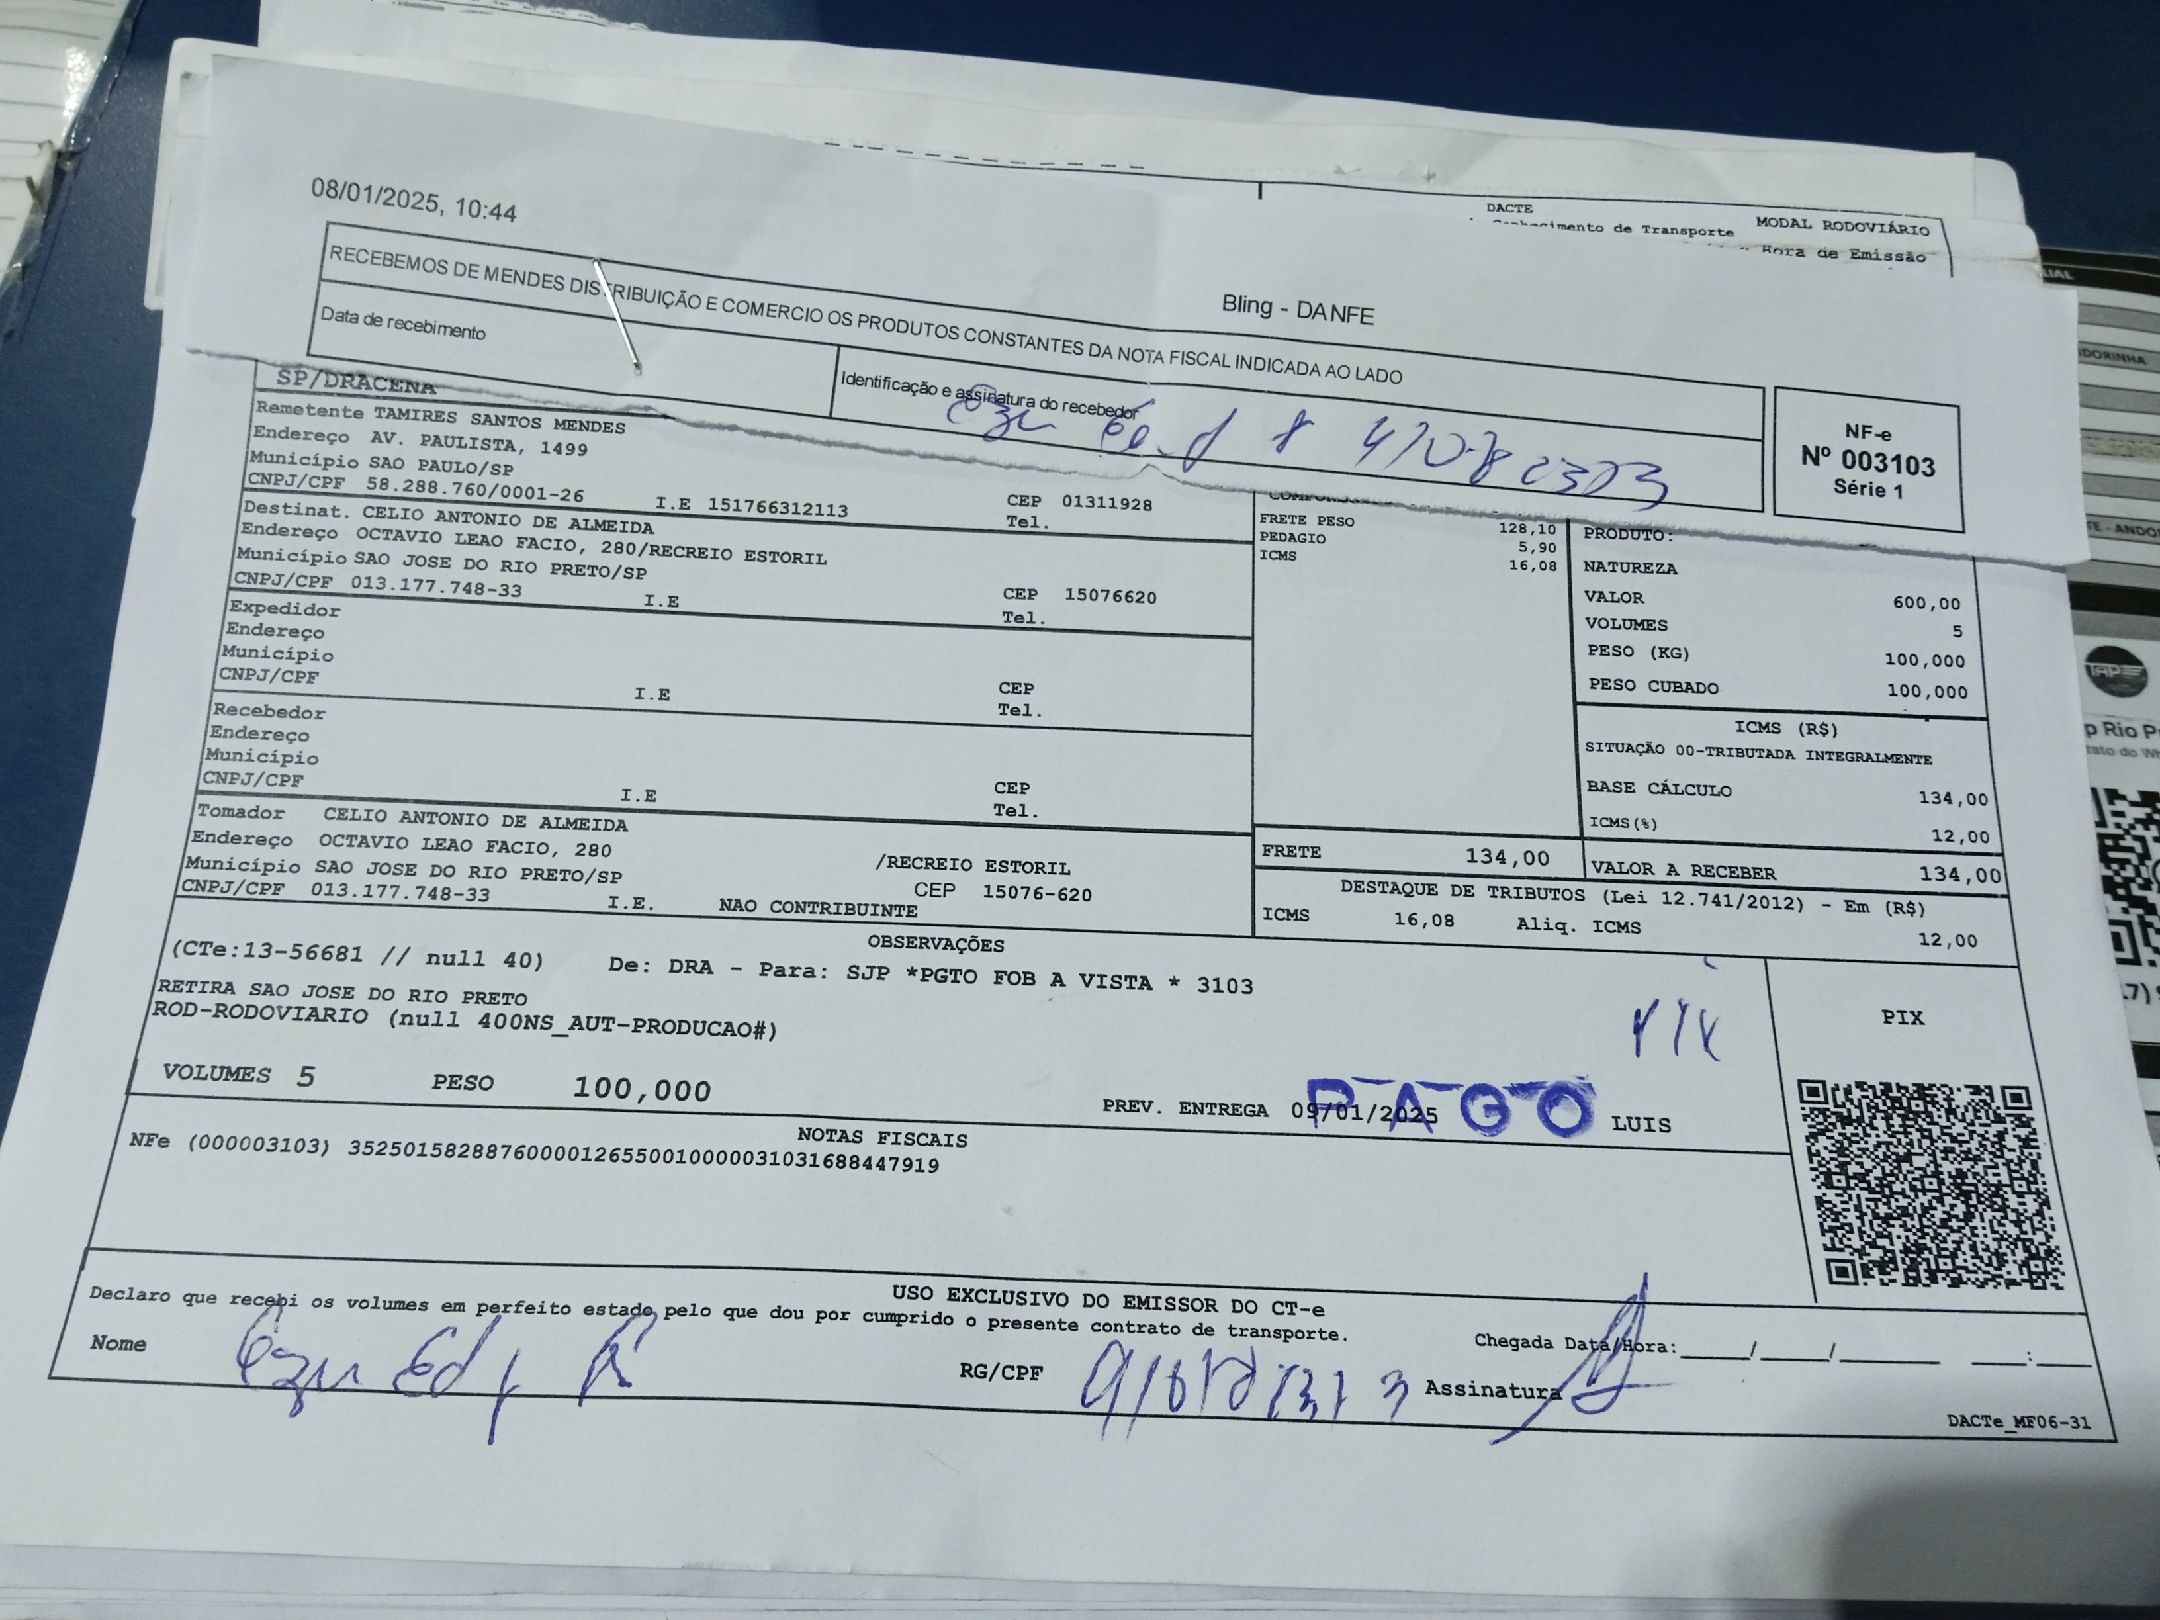 08/01/2025, 10:44
DACTE
MODAL RODOVIÁRIO
de Transporte
Hora de Emissão
Bling - DANFE
RECEBEMOS DE MENDES DISTRIBUIÇÃO E COMERCIO OS PRODUTOS CONSTANTES DA NOTA FISCAL INDICADA AO LADO
Data de recebimento
Identificação e assinatura do recebedor
NF-e
Nº 003103
Série 1
SP/DRACENA
Remetente TAMIRES SANTOS MENDES
Endereço AV. PAULISTA, 1499
Município SAO PAULO/SP
CNPJ/CPF 58.288.760/0001-26 I.E 151766312113 CEP 01311928
Tel.
Destinat. CELIO ANTONIO DE ALMEIDA
Endereço OCTAVIO LEAO FACIO, 280/RECREIO ESTORIL
Município SAO JOSE DO RIO PRETO/SP
CNPJ/CPF 013.177.748-33 I.E CEP 15076620
Tel.
Expedidor
Endereço
Município
CNPJ/CPF I.E CEP
Tel.
Recebedor
Endereço
Município
CNPJ/CPF I.E CEP
Tel.
Tomador CELIO ANTONIO DE ALMEIDA
Endereço OCTAVIO LEAO FACIO, 280 /RECREIO ESTORIL
Município SAO JOSE DO RIO PRETO/SP CEP 15076-620
CNPJ/CPF 013.177.748-33 I.E. NAO CONTRIBUINTE
FRETE PESO 128,10
PEDAGIO 5,90
ICMS 16,08
PRODUTO:
NATUREZA
VALOR 600,00
VOLUMES 5
PESO (KG) 100,000
PESO CUBADO 100,000
ICMS (R$)
SITUAÇÃO 00-TRIBUTADA INTEGRALMENTE
BASE CÁLCULO 134,00
ICMS(%) 12,00
FRETE 134,00 VALOR A RECEBER 134,00
DESTAQUE DE TRIBUTOS (Lei 12.741/2012) - Em (R$)
ICMS 16,08 Aliq. ICMS 12,00
OBSERVAÇÕES
(CTe:13-56681 // null 40) De: DRA - Para: SJP *PGTO FOB A VISTA * 3103
RETIRA SAO JOSE DO RIO PRETO
ROD-RODOVIARIO (null 400NS_AUT-PRODUCAO#)
PIX
PIX
VOLUMES 5 PESO 100,000 PREV. ENTREGA 09/01/2025 LUIS
PAGO
NOTAS FISCAIS
NFe (000003103) 35250158288760000126550010000031031688447919
USO EXCLUSIVO DO EMISSOR DO CT-e
Declaro que recebi os volumes em perfeito estado pelo que dou por cumprido o presente contrato de transporte.
Chegada Data/Hora:_____/_____/_______ ____:____
Nome RG/CPF Assinatura
DACTe_MF06-31